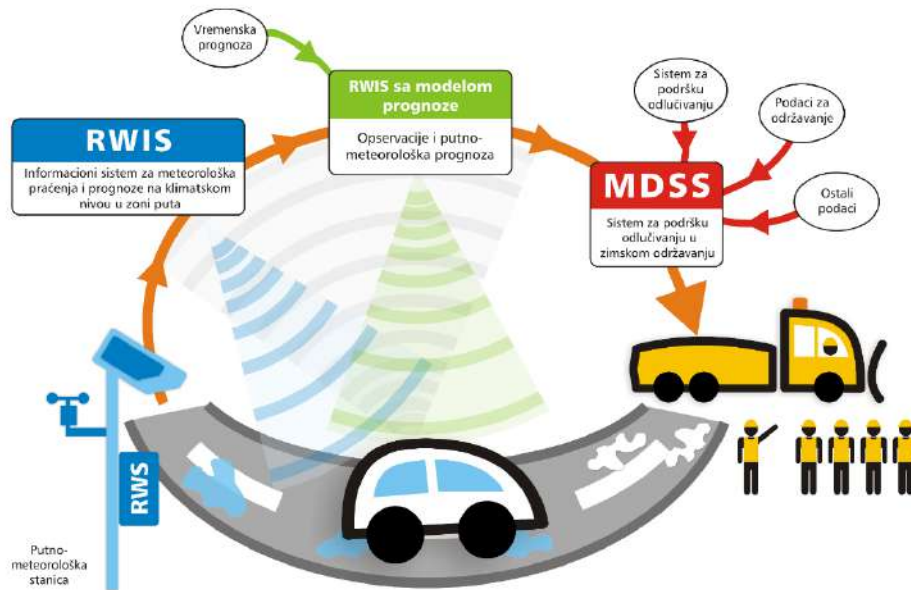 Vremenska
prognoza
RWIS sa modelom
prognoze
Opservacije i putno-
meteorološka prognoza
RWIS
Informacioni sistem za meteorološka
praćenja i prognoze na klimatskom
nivou u zoni puta
Sistem za
podršku
odlučivanju
Podaci za
održavanje
Ostali
podaci
MDSS
Sistem za podršku
odlučivanju u
zimskom održavanju
RWS
Putno-
meteorološka
stanica